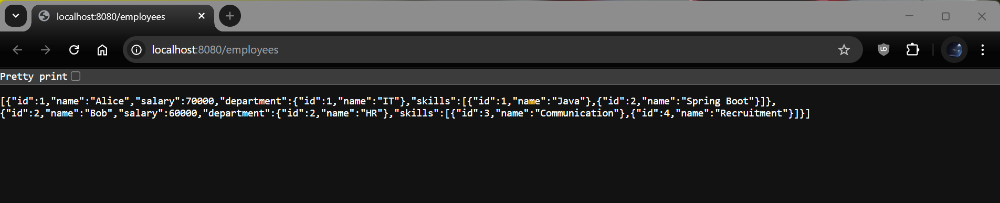 localhost:8080/employees
localhost:8080/employees
Pretty print
[{"id":1,"name":"Alice","salary":70000,"department":{"id":1,"name":"IT"},"skills":[{"id":1,"name":"Java"},{"id":2,"name":"Spring Boot"}]},
{"id":2,"name":"Bob","salary":60000,"department":{"id":2,"name":"HR"},"skills":[{"id":3,"name":"Communication"},{"id":4,"name":"Recruitment"}]}]